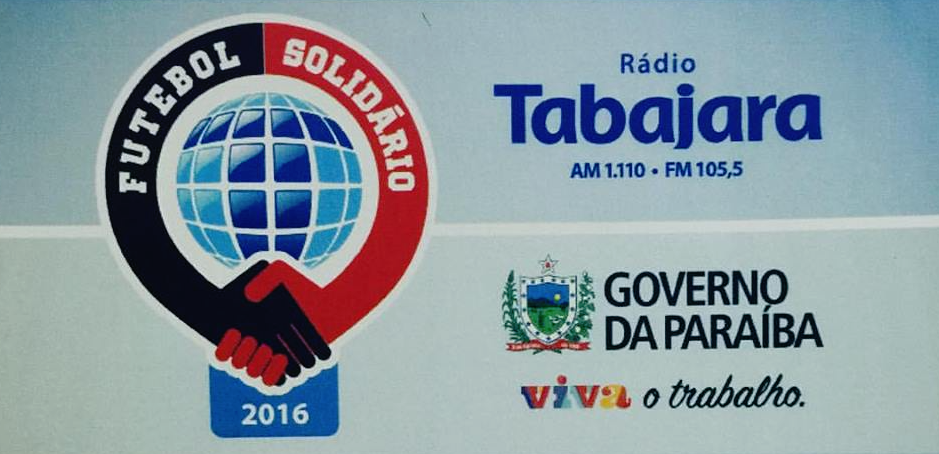 FUTEBOL SOLIDÁRIO
2016
Rádio
Tabajara
AM 1.110 • FM 105,5
GOVERNO
DA PARAÍBA
viva o trabalho.